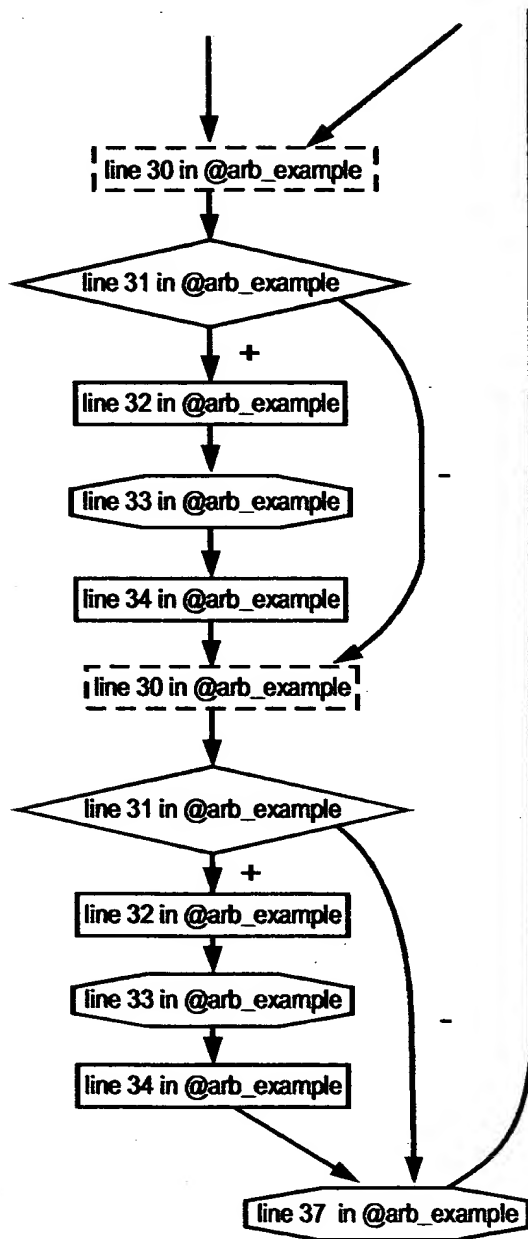 line 30 in @arb_example
line 31 in @arb_example
+
line 32 in @arb_example
-
line 33 in @arb_example
line 34 in @arb_example
line 30 in @arb_example
line 31 in @arb_example
+
line 32 in @arb_example
line 33 in @arb_example
-
line 34 in @arb_example
line 37 in @arb_example